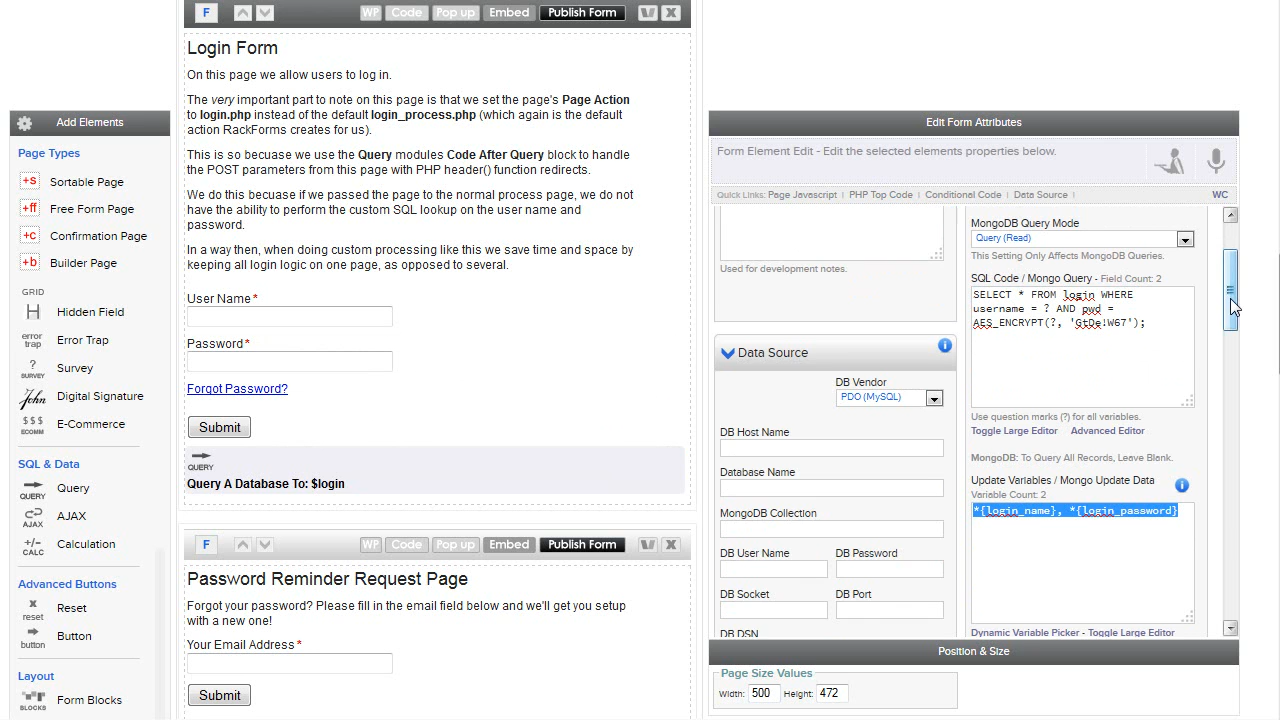 Add Elements
Page Types
+s Sortable Page
+ff Free Form Page
+c Confirmation Page
+b Builder Page
GRID
H Hidden Field
error trap Error Trap
? SURVEY Survey
John Digital Signature
$$$ ECOMM E-Commerce
SQL & Data
QUERY Query
AJAX AJAX
+/- CALC Calculation
Advanced Buttons
x reset Reset
button Button
Layout
BLOCKS Form Blocks
F WP Code Pop up Embed Publish Form X
Login Form
On this page we allow users to log in.
The very important part to note on this page is that we set the page's Page Action
to login.php instead of the default login_process.php (which again is the default
action RackForms creates for us).
This is so becuase we use the Query modules Code After Query block to handle
the POST parameters from this page with PHP header() function redirects.
We do this becuase if we passed the page to the normal process page, we do not
have the ability to perform the custom SQL lookup on the user name and
password.
In a way then, when doing custom processing like this we save time and space by
keeping all login logic on one page, as opposed to several.
User Name*
Password*
Forgot Password?
Submit
QUERY
Query A Database To: $login
F WP Code Pop up Embed Publish Form X
Password Reminder Request Page
Forgot your password? Please fill in the email field below and we'll get you setup
with a new one!
Your Email Address*
Submit
Edit Form Attributes
Form Element Edit - Edit the selected elements properties below.
Quick Links: Page Javascript | PHP Top Code | Conditional Code | Data Source | WC
Used for development notes.
Data Source
DB Vendor
PDO (MySQL)
DB Host Name
Database Name
MongoDB Collection
DB User Name DB Password
DB Socket DB Port
DB DSN
MongoDB Query Mode
Query (Read)
This Setting Only Affects MongoDB Queries.
SQL Code / Mongo Query - Field Count: 2
SELECT * FROM login WHERE
username = ? AND pwd =
AES_ENCRYPT(?, 'GtDe!W67');
Use question marks (?) for all variables.
Toggle Large Editor Advanced Editor
MongoDB: To Query All Records, Leave Blank.
Update Variables / Mongo Update Data
Variable Count: 2
*{login_name}, *{login_password}
Dynamic Variable Picker - Toggle Large Editor
Position & Size
Page Size Values
Width: 500 Height: 472